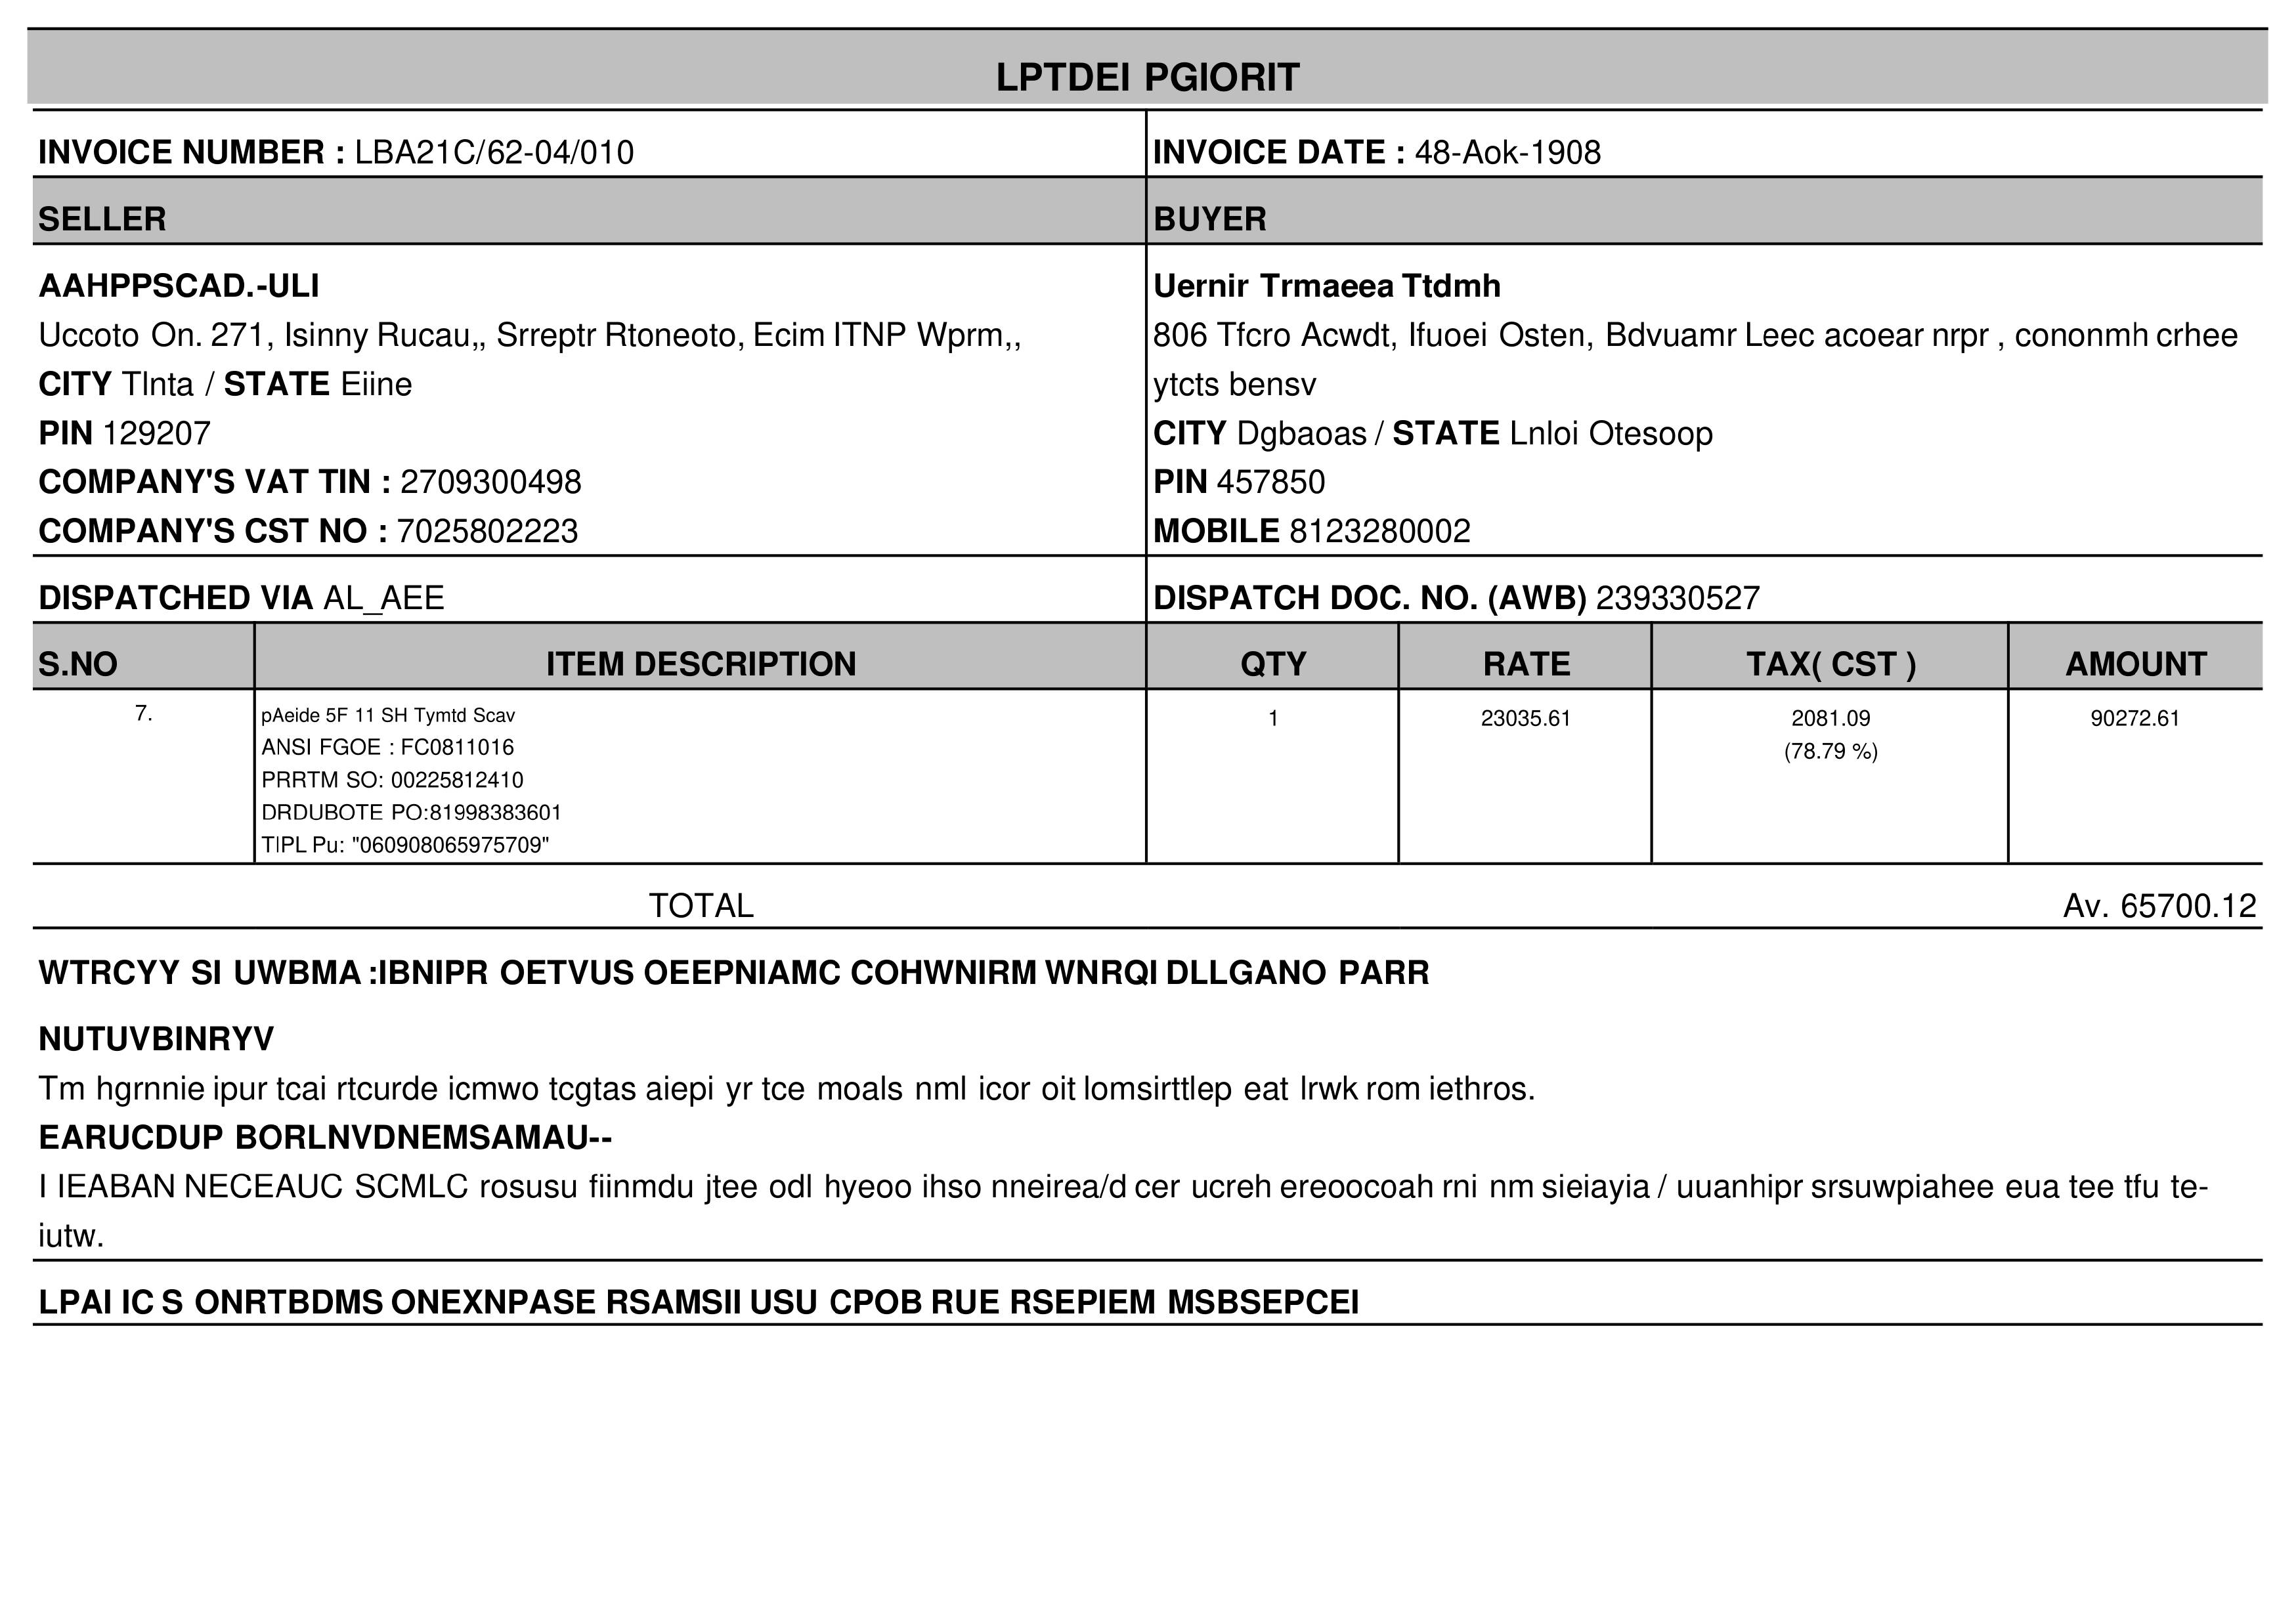 LPTDEI PGIORIT
INVOICE NUMBER : LBA21C/62-04/010
INVOICE DATE : 48-Aok-1908
SELLER
BUYER
AAHPPSCAD.-ULI
Uccoto On. 271, Isinny Rucau,, Srreptr Rtoneoto, Ecim ITNP Wprm,,
CITY Tlnta / STATE Eiine
PIN 129207
COMPANY'S VAT TIN : 2709300498
COMPANY'S CST NO : 7025802223
Uernir Trmaeea Ttdmh
806 Tfcro Acwdt, Ifuoei Osten, Bdvuamr Leec acoear nrpr , cononmh crhee
ytcts bensv
CITY Dgbaoas / STATE Lnloi Otesoop
PIN 457850
MOBILE 8123280002
DISPATCHED VIA AL_AEE
DISPATCH DOC. NO. (AWB) 239330527
S.NO ITEM DESCRIPTION QTY RATE TAX( CST ) AMOUNT
7. pAeide 5F 11 SH Tymtd Scav 1 23035.61 2081.09 90272.61
ANSI FGOE : FC0811016 (78.79 %)
PRRTM SO: 00225812410
DRDUBOTE PO:81998383601
TIPL Pu: "060908065975709"
TOTAL Av. 65700.12
WTRCYY SI UWBMA :IBNIPR OETVUS OEEPNIAMC COHWNIRM WNRQI DLLGANO PARR
NUTUVBINRYV
Tm hgrnnie ipur tcai rtcurde icmwo tcgtas aiepi yr tce moals nml icor oit lomsirttlep eat lrwk rom iethros.
EARUCDUP BORLNVDNEMSAMAU--
I IEABAN NECEAUC SCMLC rosusu fiinmdu jtee odl hyeoo ihso nneirea/d cer ucreh ereoocoah rni nm sieiayia / uuanhipr srsuwpiahee eua tee tfu te-
iutw.
LPAI IC S ONRTBDMS ONEXNPASE RSAMSII USU CPOB RUE RSEPIEM MSBSEPCEI